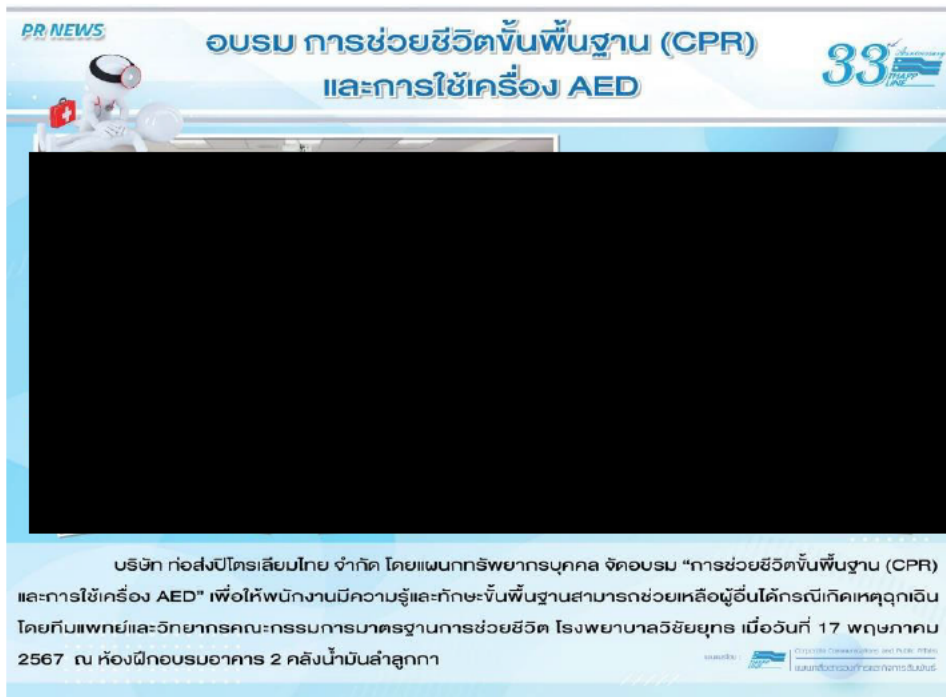 PR NEWS
อบรม การช่วยชีวิตขั้นพื้นฐาน (CPR)
และการใช้เครื่อง AED
33rd Anniversary
THAPP
LINE
บริษัท ท่อส่งปิโตรเลียมไทย จำกัด โดยแผนกทรัพยากรบุคคล จัดอบรม “การช่วยชีวิตขั้นพื้นฐาน (CPR)
และการใช้เครื่อง AED” เพื่อให้พนักงานมีความรู้และทักษะขั้นพื้นฐานสามารถช่วยเหลือผู้อื่นได้กรณีเกิดเหตุฉุกเฉิน
โดยทีมแพทย์และวิทยากรคณะกรรมการมาตรฐานการช่วยชีวิต โรงพยาบาลวิชัยยุทธ เมื่อวันที่ 17 พฤษภาคม
2567 ณ ห้องฝึกอบรมอาคาร 2 คลังน้ำมันลำลูกกา
Corporate Communications and Public Affairs